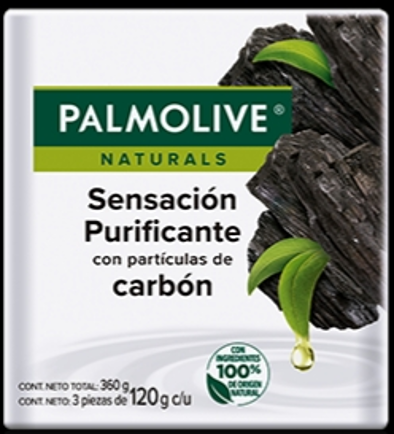 PALMOLIVE®
NATURALS
Sensación
Purificante
con partículas de
carbón
CON
INGREDIENTES
100%
DE ORIGEN
NATURAL
CONT. NETO TOTAL: 360 g
CONT. NETO: 3 piezas de 120 g c/u